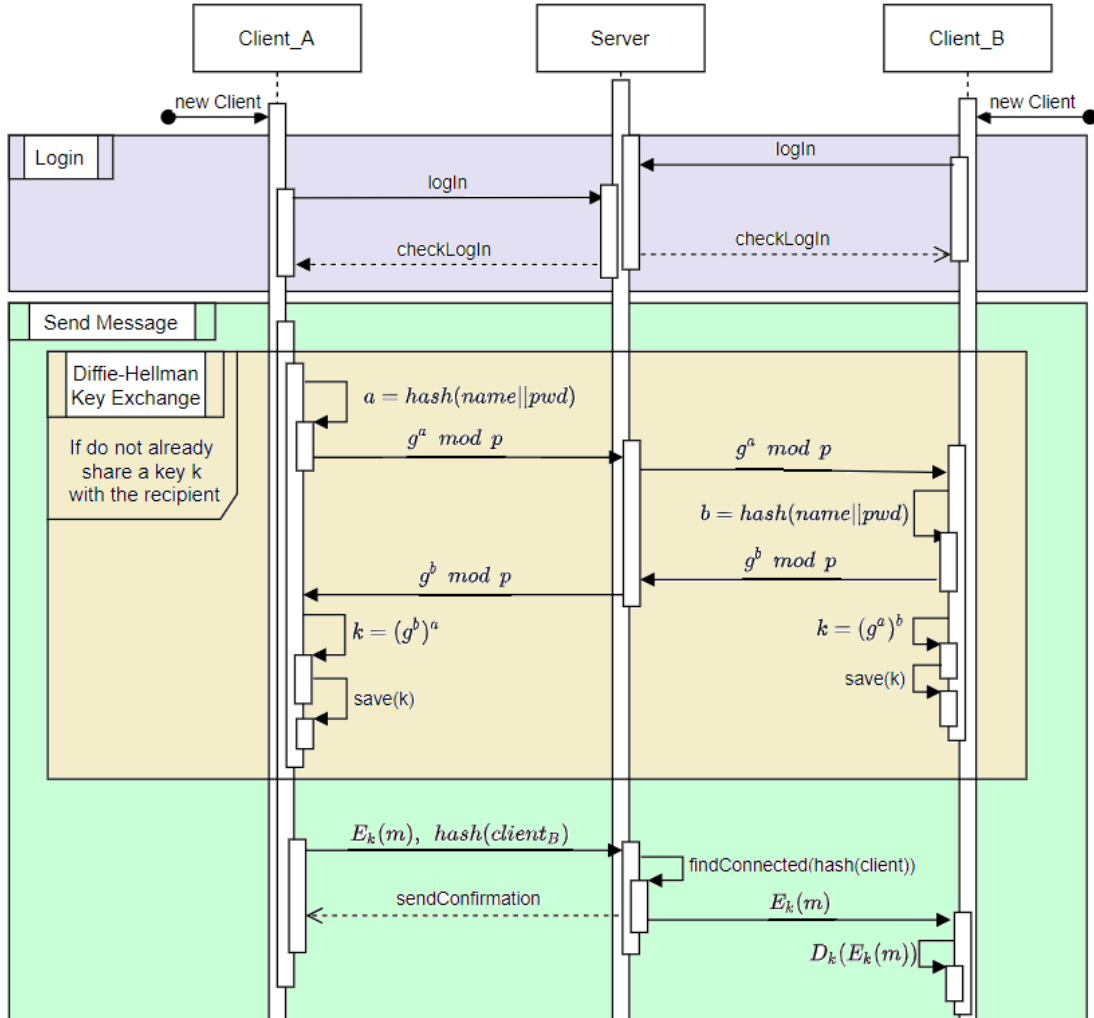 Client_A
Server
Client_B
new Client
new Client
Login
logIn
logIn
checkLogIn
checkLogIn
Send Message
Diffie-Hellman
Key Exchange
If do not already
share a key k
with the recipient
a = hash(name||pwd)
g^a mod p
g^a mod p
b = hash(name||pwd)
g^b mod p
g^b mod p
k = (g^b)^a
k = (g^a)^b
save(k)
save(k)
E_k(m), hash(client_B)
findConnected(hash(client))
sendConfirmation
E_k(m)
D_k(E_k(m))